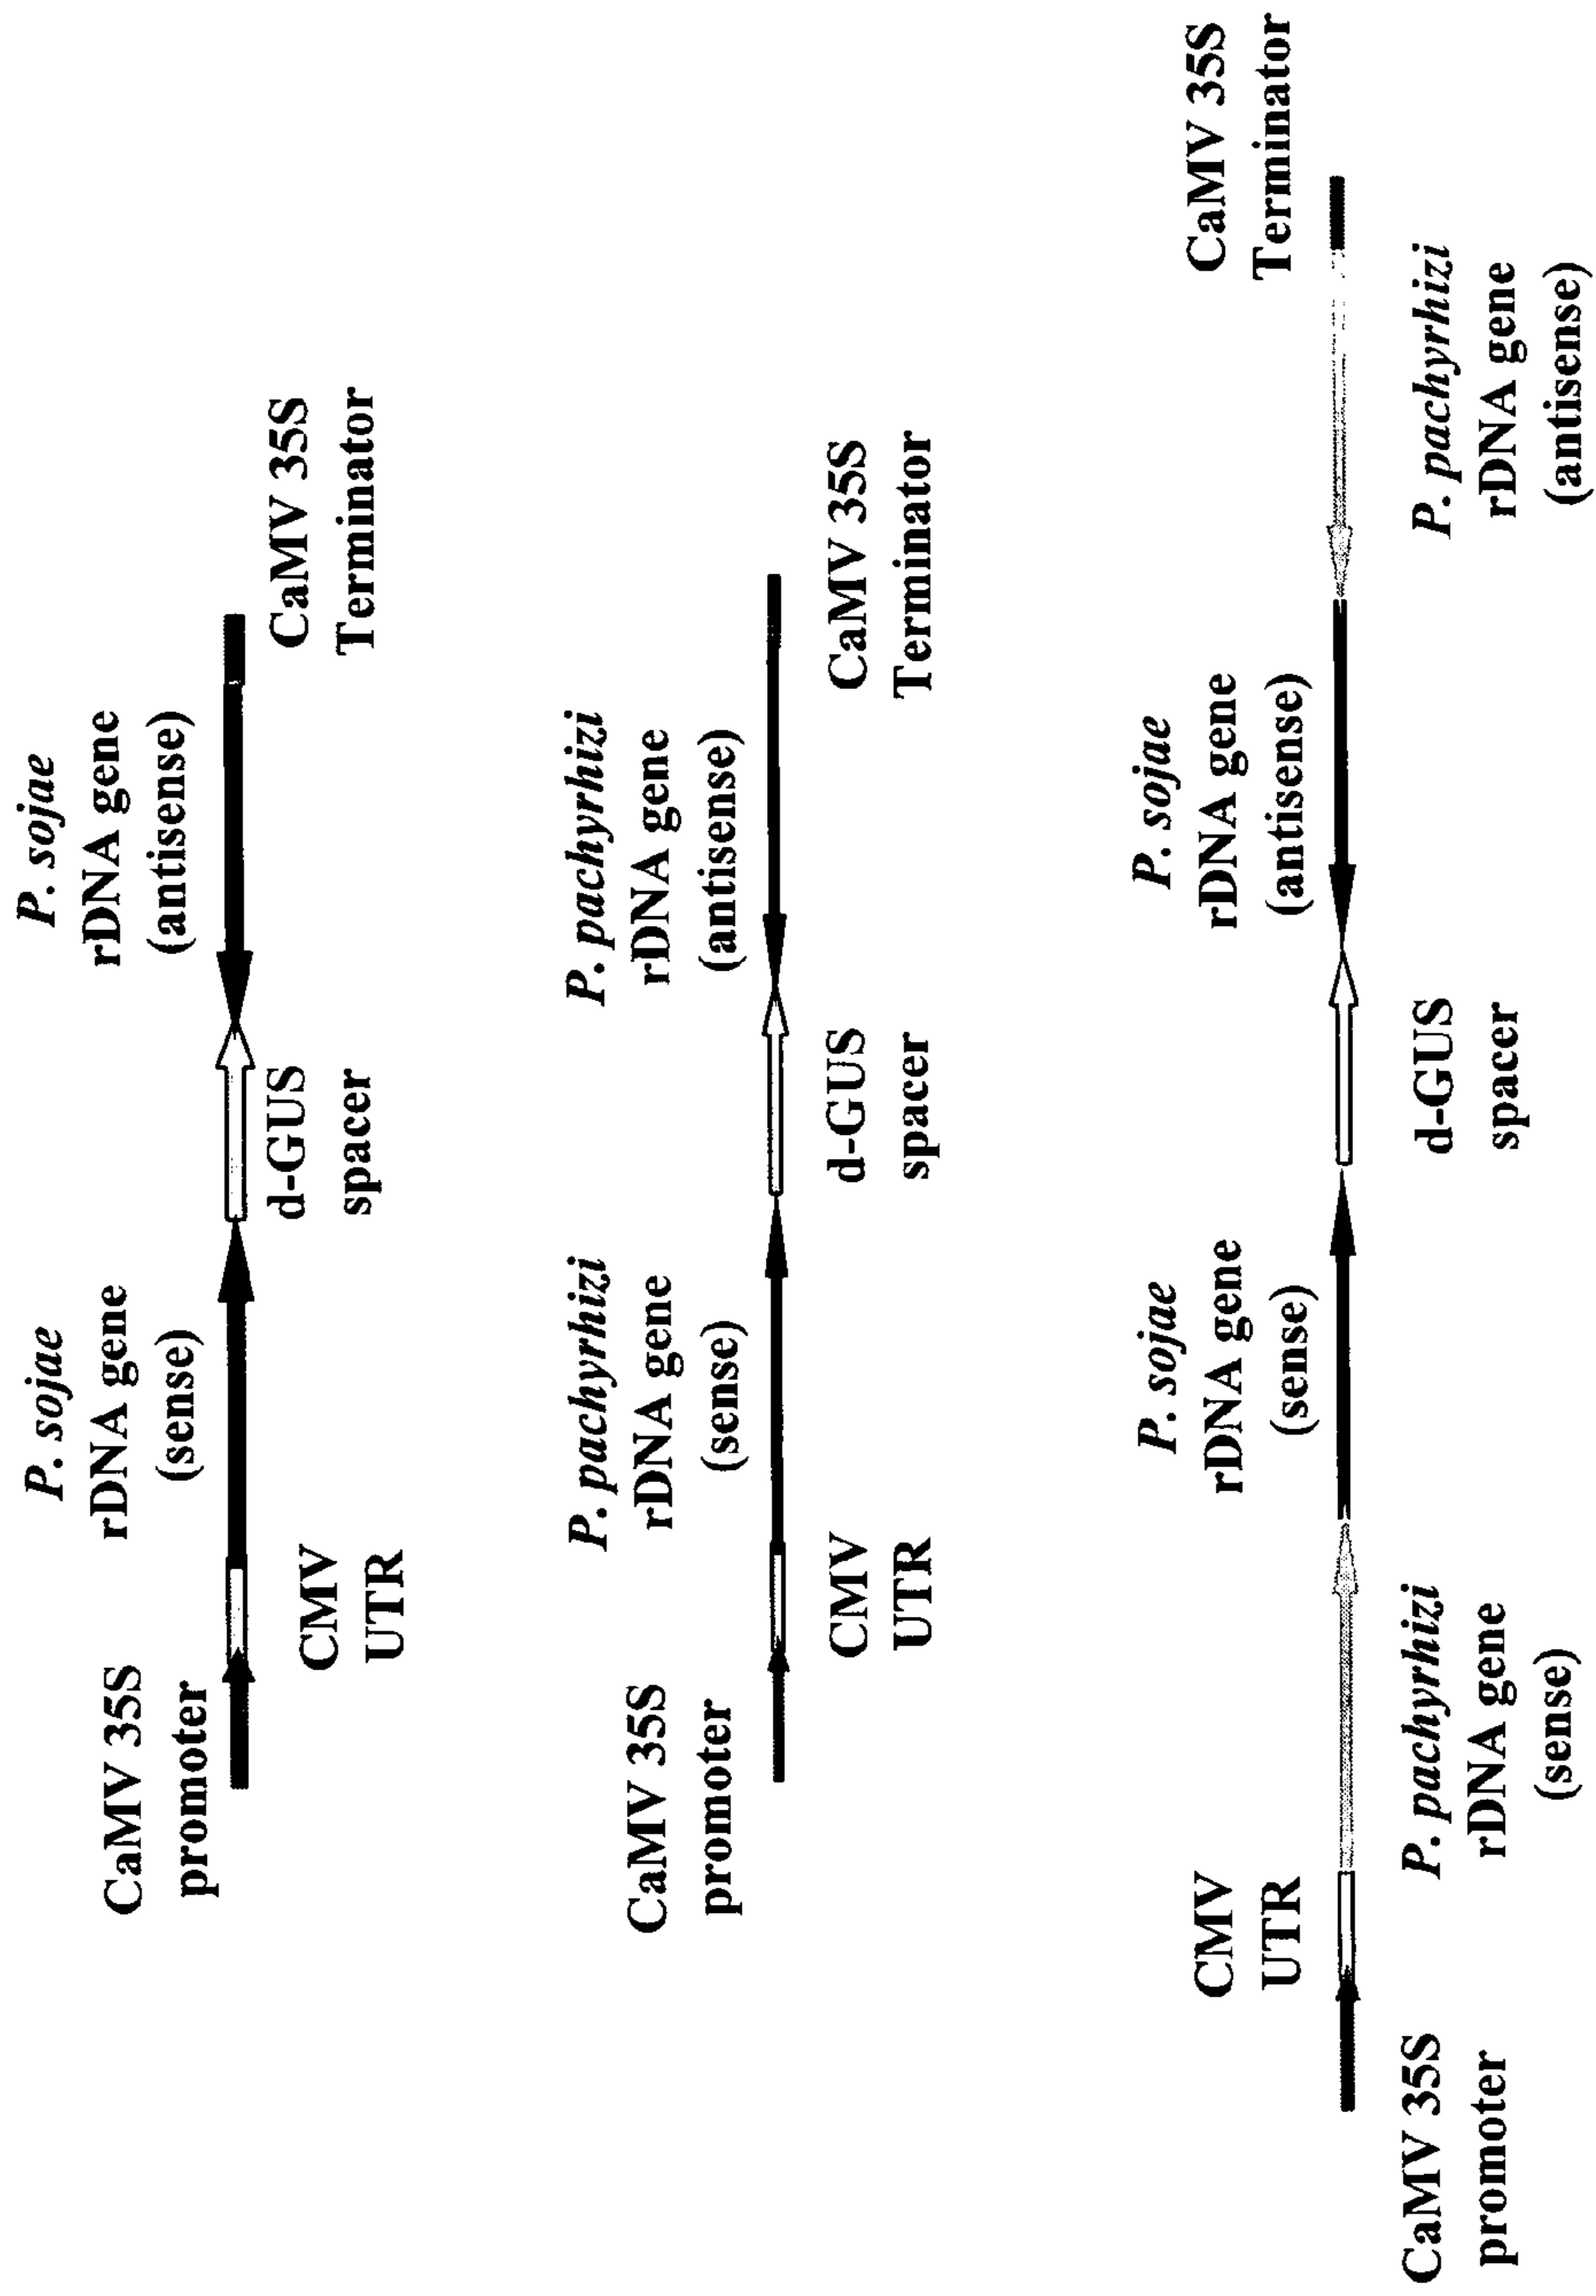 CaMV 35S
promoter
CMV
UTR
P. sojae
rDNA gene
(sense)
d-GUS
spacer
P. sojae
rDNA gene
(antisense)
CaMV 35S
Terminator
CaMV 35S
promoter
CMV
UTR
P. pachyrhizi
rDNA gene
(sense)
d-GUS
spacer
P. pachyrhizi
rDNA gene
(antisense)
CaMV 35S
Terminator
CaMV 35S
promoter
CMV
UTR
P. pachyrhizi
rDNA gene
(sense)
P. sojae
rDNA gene
(sense)
d-GUS
spacer
P. sojae
rDNA gene
(antisense)
P. pachyrhizi
rDNA gene
(antisense)
CaMV 35S
Terminator